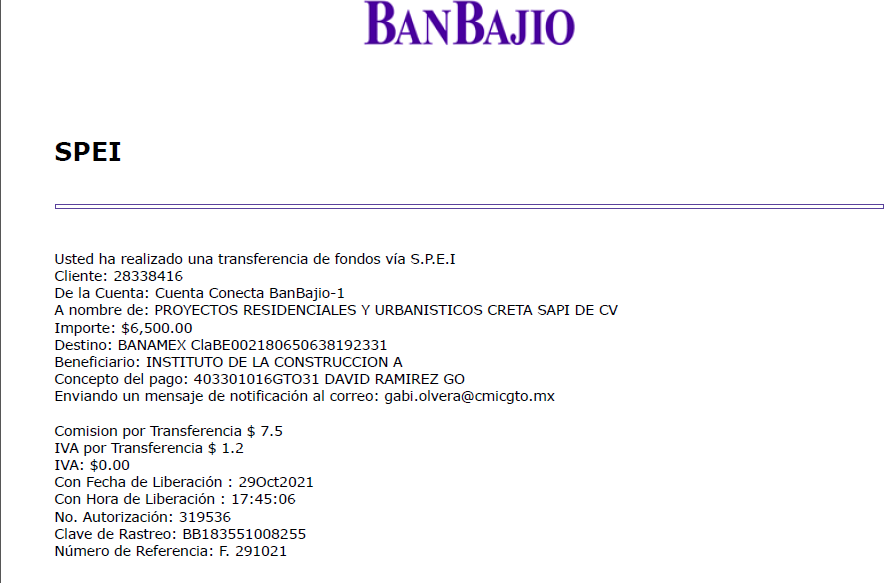 BANBAJIO
SPEI
Usted ha realizado una transferencia de fondos vía S.P.E.I
Cliente: 28338416
De la Cuenta: Cuenta Conecta BanBajio-1
A nombre de: PROYECTOS RESIDENCIALES Y URBANISTICOS CRETA SAPI DE CV
Importe: $6,500.00
Destino: BANAMEX ClaBE002180650638192331
Beneficiario: INSTITUTO DE LA CONSTRUCCION A
Concepto del pago: 403301016GTO31 DAVID RAMIREZ GO
Enviando un mensaje de notificación al correo: gabi.olvera@cmicgto.mx
Comision por Transferencia $ 7.5
IVA por Transferencia $ 1.2
IVA: $0.00
Con Fecha de Liberación : 29Oct2021
Con Hora de Liberación : 17:45:06
No. Autorización: 319536
Clave de Rastreo: BB183551008255
Número de Referencia: F. 291021